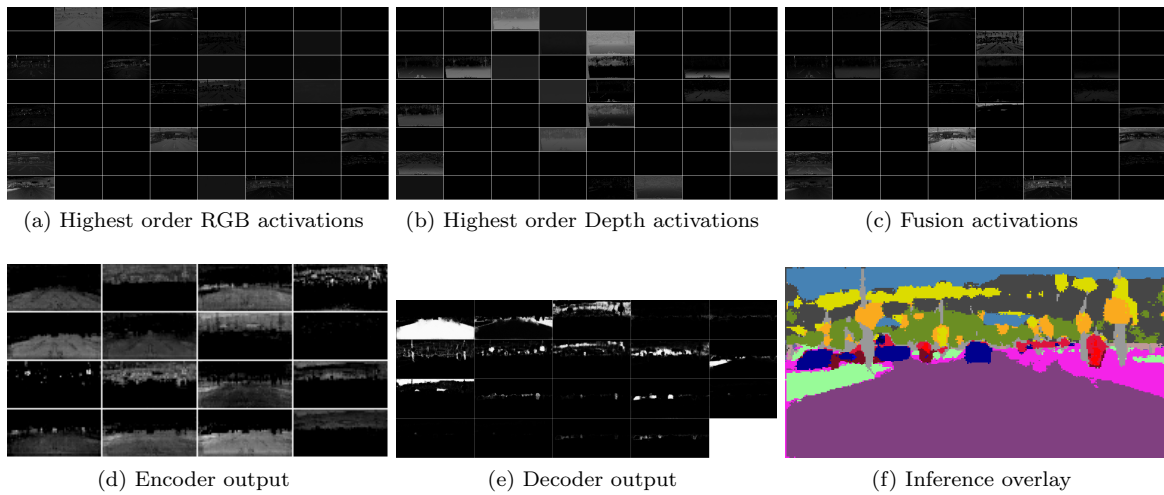 (a) Highest order RGB activations
(b) Highest order Depth activations
(c) Fusion activations
(d) Encoder output
(e) Decoder output
(f) Inference overlay